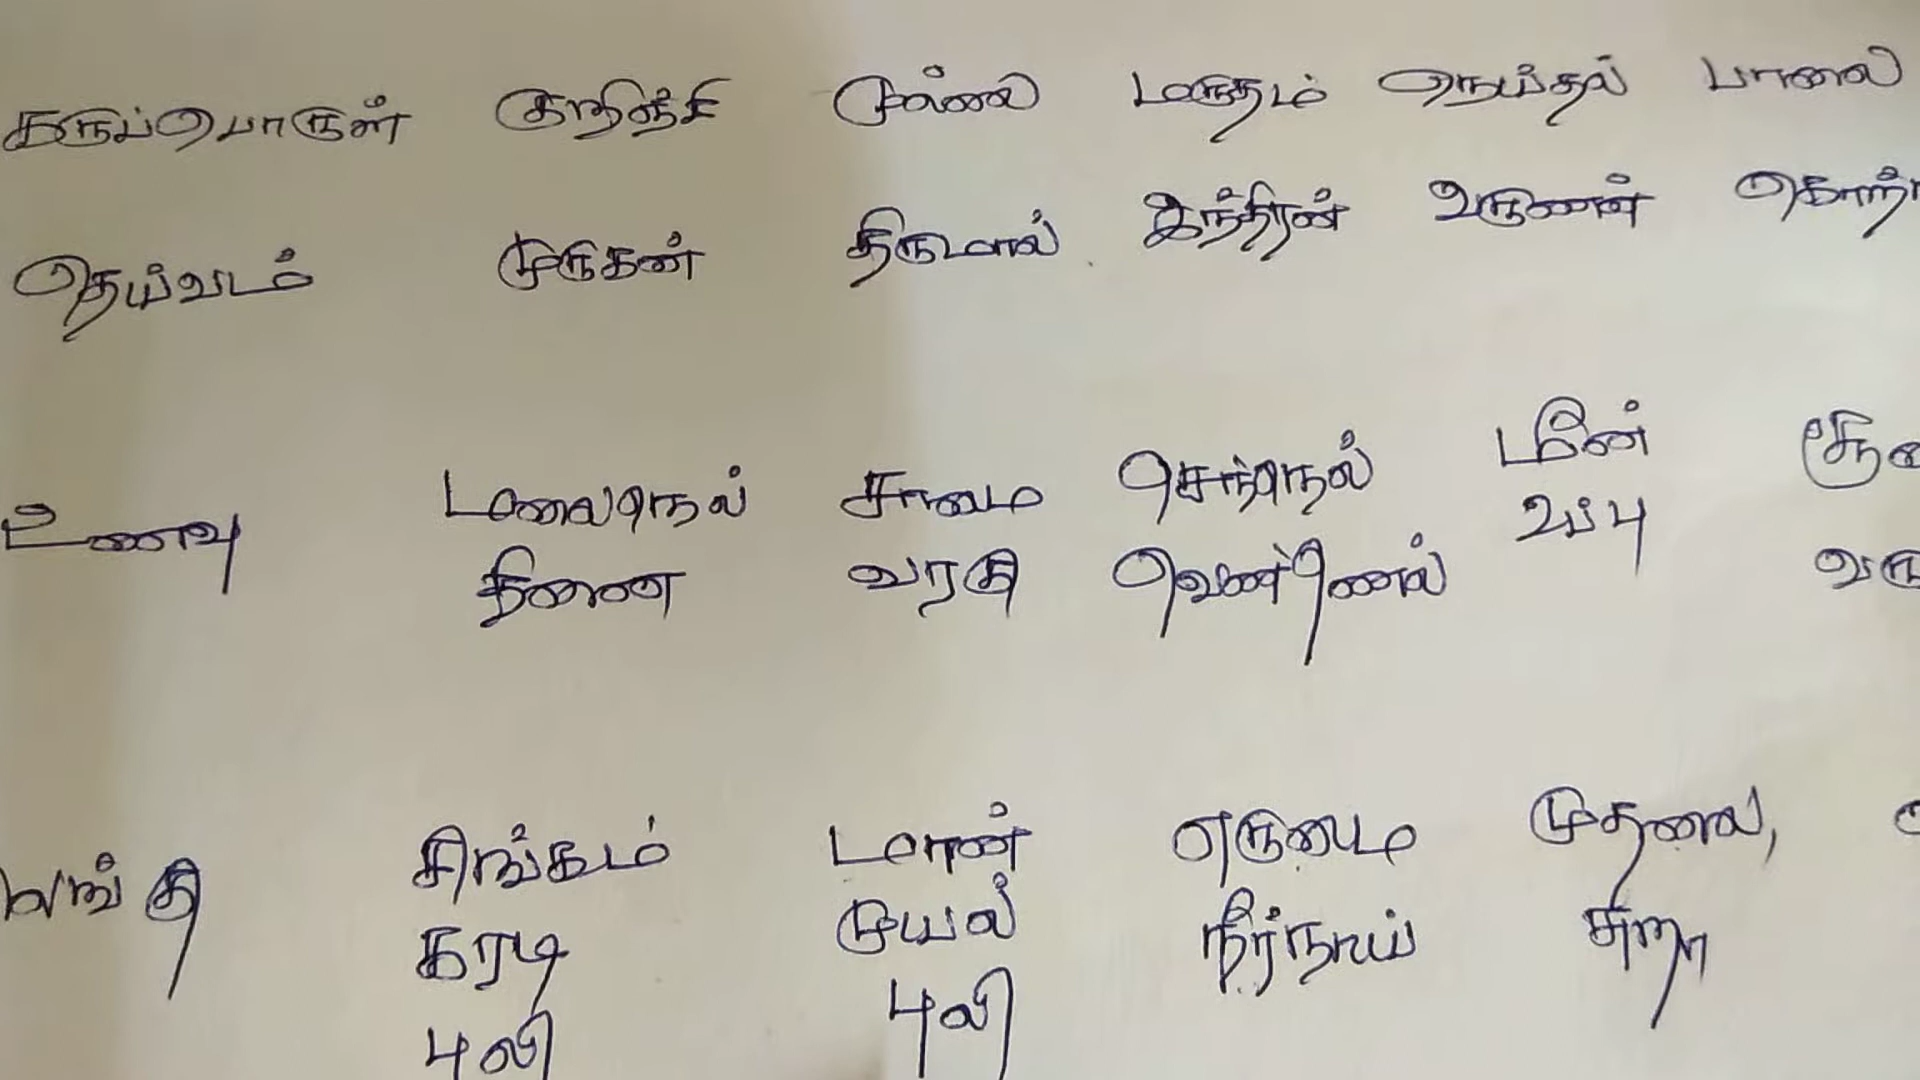 கருப்பொருள் குறிஞ்சி முல்லை மருதம் நெய்தல் பாலை
தெய்வம் முருகன் திருமால் இந்திரன் வருணன்
உணவு மலைநெல் சாமை செந்நெல் மீன்
தினை வரகு வெண்ணெல் உப்பு
சிங்கம் மான் எருமை முதலை,
கரடி முயல் நீர்நாய் சுறா
புலி புலி